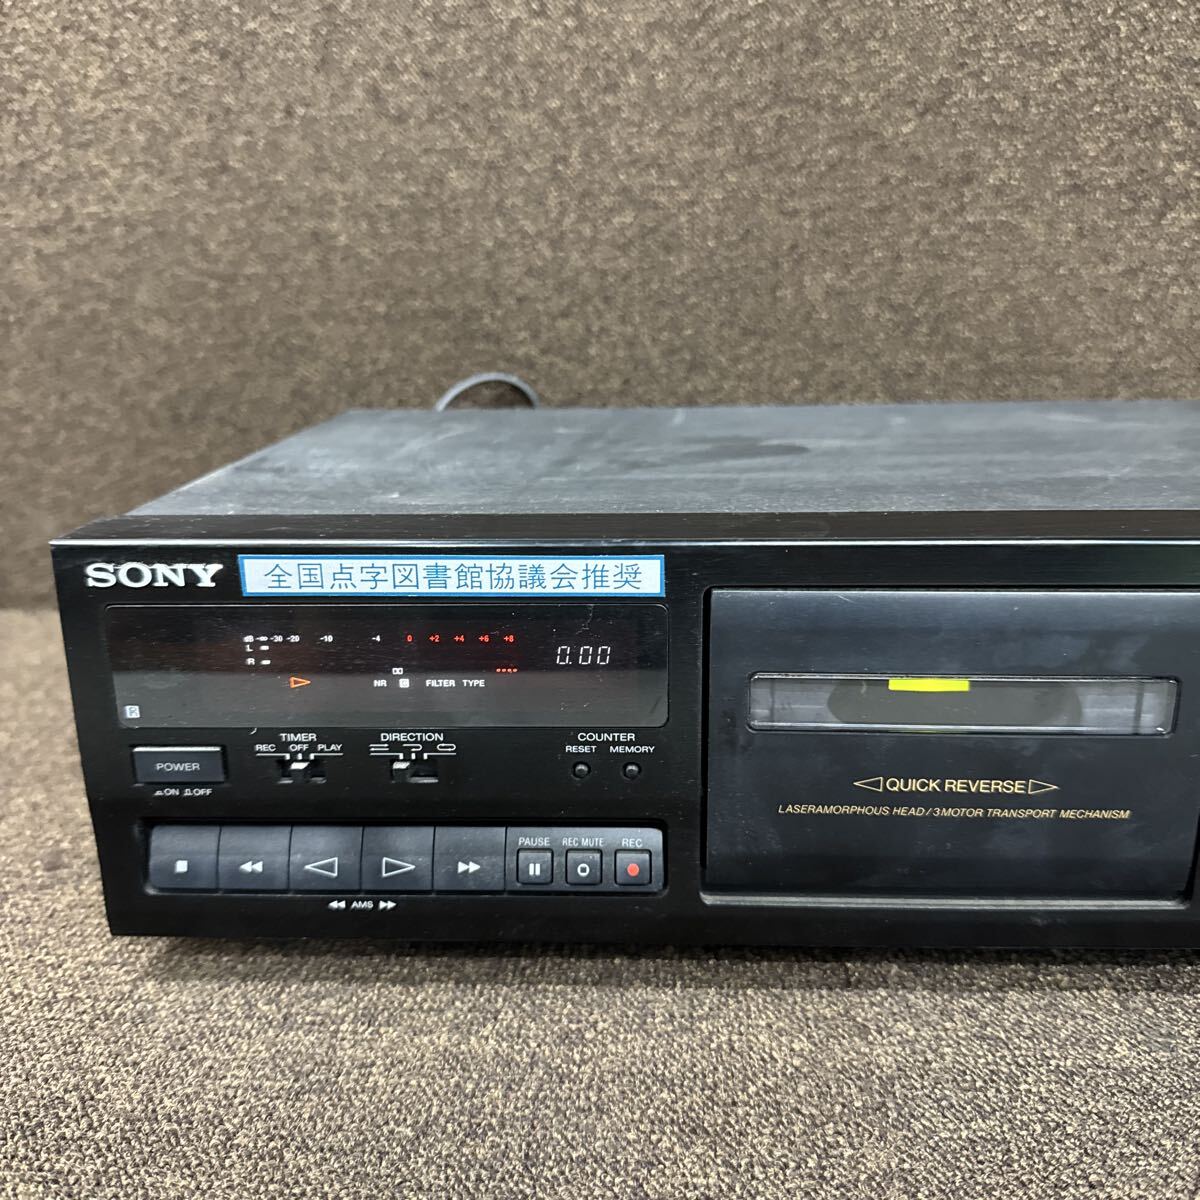 SONY 全国点字図書館協議会推奨
dB -∞ -30 -20 -10 -4 0 +2 +4 +6 +8
L
R
0.00
NR B FILTER TYPE
TIMER
REC OFF PLAY
DIRECTION
COUNTER
RESET MEMORY
POWER
ON OFF
PAUSE REC MUTE REC
AMS
QUICK REVERSE
LASERAMORPHOUS HEAD / 3 MOTOR TRANSPORT MECHANISM